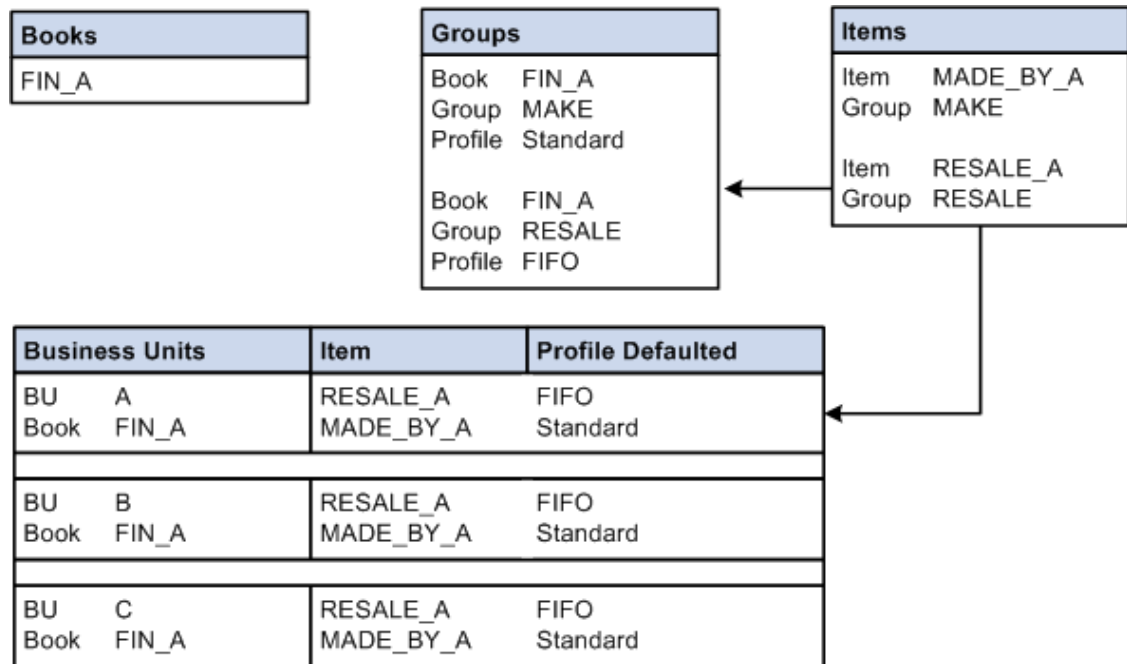 Books
FIN_A
Groups
Book FIN_A
Group MAKE
Profile Standard
Book FIN_A
Group RESALE
Profile FIFO
Items
Item MADE_BY_A
Group MAKE
Item RESALE_A
Group RESALE
Business Units Item Profile Defaulted
BU A RESALE_A FIFO
Book FIN_A MADE_BY_A Standard
BU B RESALE_A FIFO
Book FIN_A MADE_BY_A Standard
BU C RESALE_A FIFO
Book FIN_A MADE_BY_A Standard